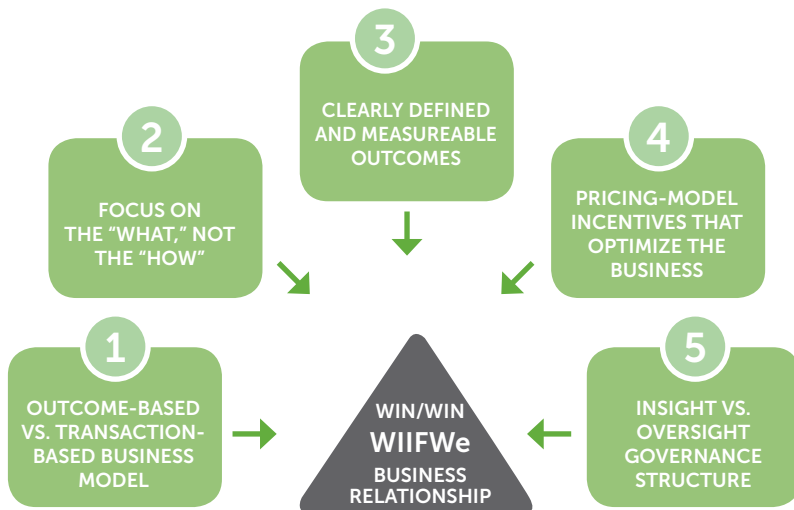 1
OUTCOME-BASED
VS. TRANSACTION-
BASED BUSINESS
MODEL
2
FOCUS ON
THE “WHAT,” NOT
THE “HOW”
3
CLEARLY DEFINED
AND MEASUREABLE
OUTCOMES
4
PRICING-MODEL
INCENTIVES THAT
OPTIMIZE THE
BUSINESS
5
INSIGHT VS.
OVERSIGHT
GOVERNANCE
STRUCTURE
WIN/WIN
WIIFWe
BUSINESS
RELATIONSHIP